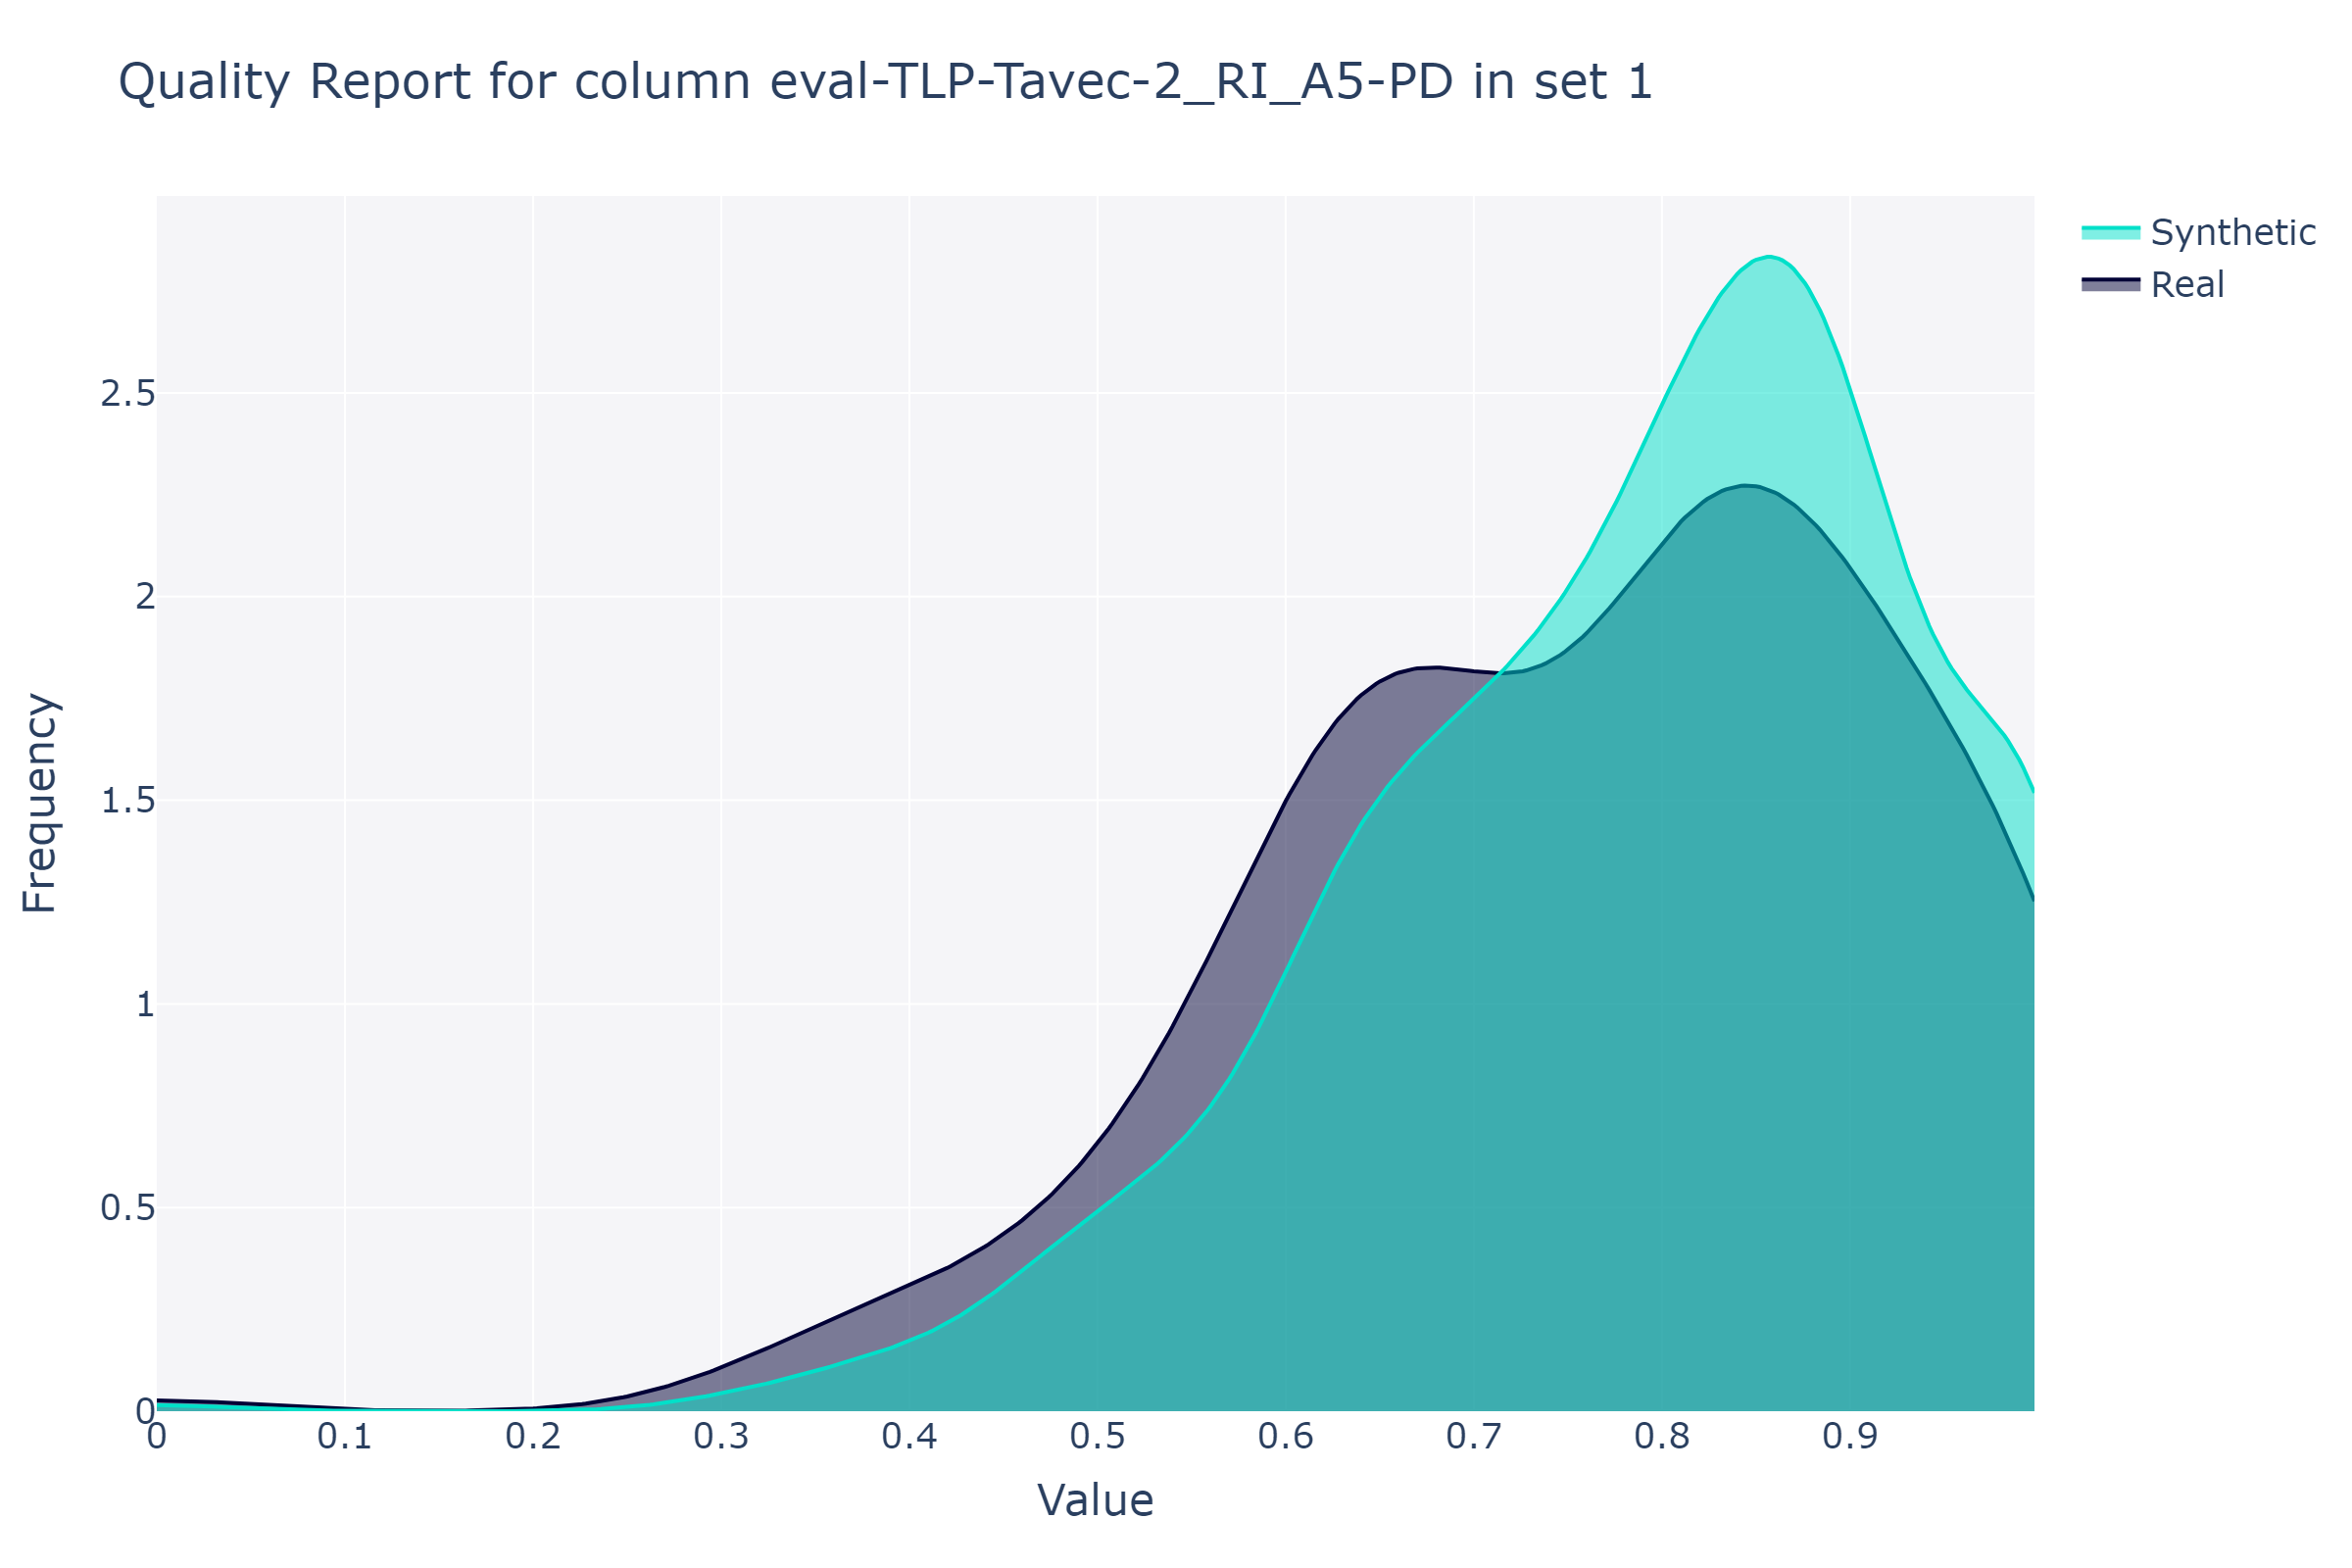 Quality Report for column eval-TLP-Tavec-2_RI_A5-PD in set 1
Synthetic
Real
2.5
2
1.5
1
0.5
0
Frequency
0 0.1 0.2 0.3 0.4 0.5 0.6 0.7 0.8 0.9
Value